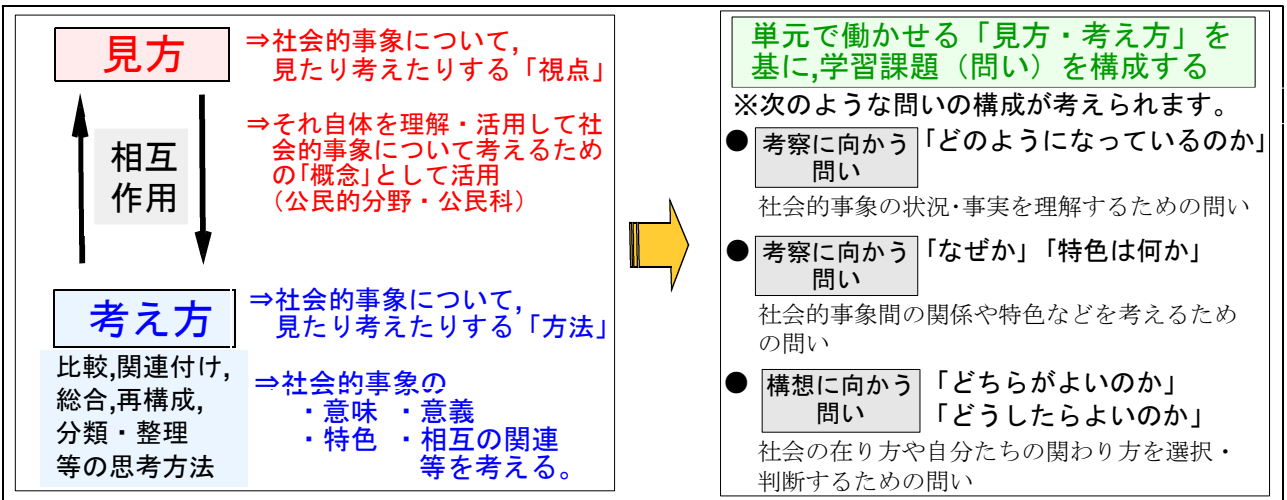 見方
⇒社会的事象について,
見たり考えたりする「視点」
⇒それ自体を理解・活用して社
会的事象について考えるため
の「概念」として活用
（公民的分野・公民科）
相互
作用
考え方
⇒社会的事象について,
見たり考えたりする「方法」
比較,関連付け,
総合,再構成,
分類・整理
等の思考方法
⇒社会的事象の
・意味 ・意義
・特色 ・相互の関連
等を考える。
単元で働かせる「見方・考え方」を
基に,学習課題（問い）を構成する
※次のような問いの構成が考えられます。
● 考察に向かう問い 「どのようになっているのか」
社会的事象の状況･事実を理解するための問い
● 考察に向かう問い 「なぜか」「特色は何か」
社会的事象間の関係や特色などを考えるため
の問い
● 構想に向かう 「どちらがよいのか」
問い 「どうしたらよいのか」
社会の在り方や自分たちの関わり方を選択・
判断するための問い